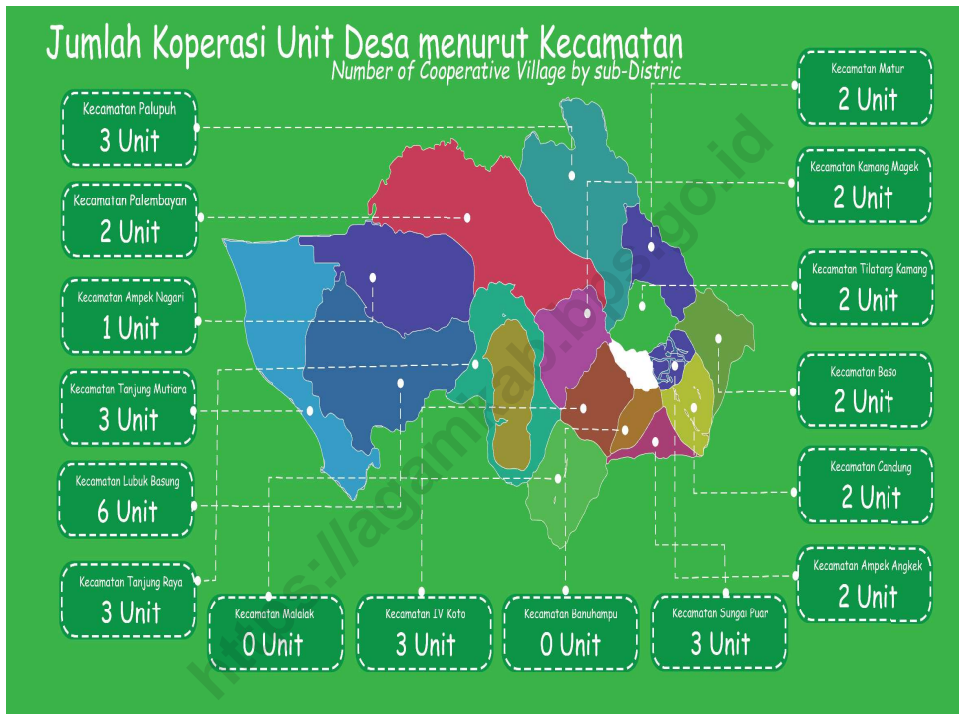 Jumlah Koperasi Unit Desa menurut Kecamatan
Number of Cooperative Village by sub-Distric
Kecamatan Palupuh
3 Unit
Kecamatan Palembayan
2 Unit
Kecamatan Ampek Nagari
1 Unit
Kecamatan Tanjung Mutiara
3 Unit
Kecamatan Lubuk Basung
6 Unit
Kecamatan Tanjung Raya
3 Unit
Kecamatan Malalak
0 Unit
Kecamatan IV Koto
3 Unit
Kecamatan Banuhampu
0 Unit
Kecamatan Sungai Puar
3 Unit
Kecamatan Matur
2 Unit
Kecamatan Kamang Magek
2 Unit
Kecamatan Tilatang Kamang
2 Unit
Kecamatan Baso
2 Unit
Kecamatan Candung
2 Unit
Kecamatan Ampek Angkek
2 Unit
https://agamkab.bps.go.id